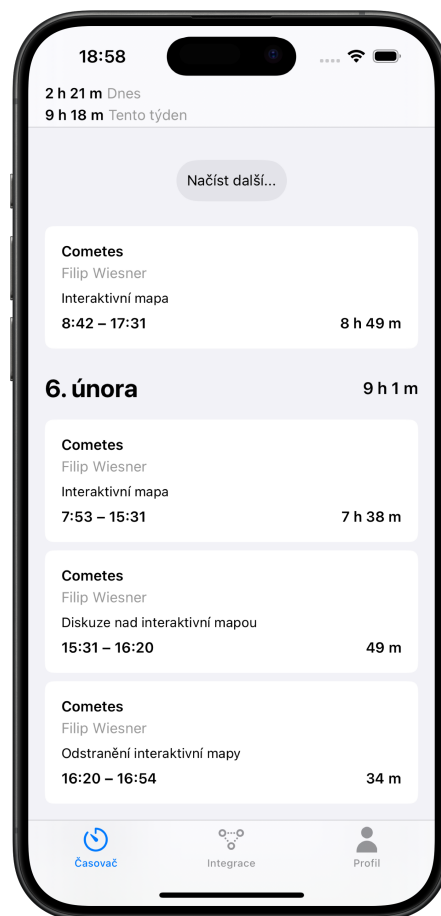 18:58
2 h 21 m Dnes
9 h 18 m Tento týden
Načíst další...
Cometes
Filip Wiesner
Interaktivní mapa
8:42 – 17:31 8 h 49 m
6. února 9 h 1 m
Cometes
Filip Wiesner
Interaktivní mapa
7:53 – 15:31 7 h 38 m
Cometes
Filip Wiesner
Diskuze nad interaktivní mapou
15:31 – 16:20 49 m
Cometes
Filip Wiesner
Odstranění interaktivní mapy
16:20 – 16:54 34 m
Časovač Integrace Profil